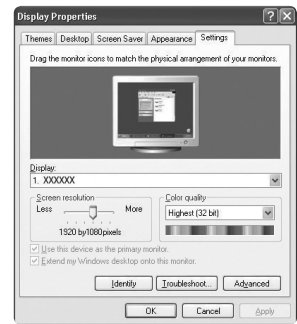 Display Properties
Themes Desktop Screen Saver Appearance Settings
Drag the monitor icons to match the physical arrangement of your monitors.
Display:
1. XXXXXX
Screen resolution
Less More
1920 by1080pixels
Color quality
Highest (32 bit)
Use this device as the primary monitor.
Extend my Windows desktop onto this monitor.
Identify Troubleshoot... Advanced
OK Cancel Apply